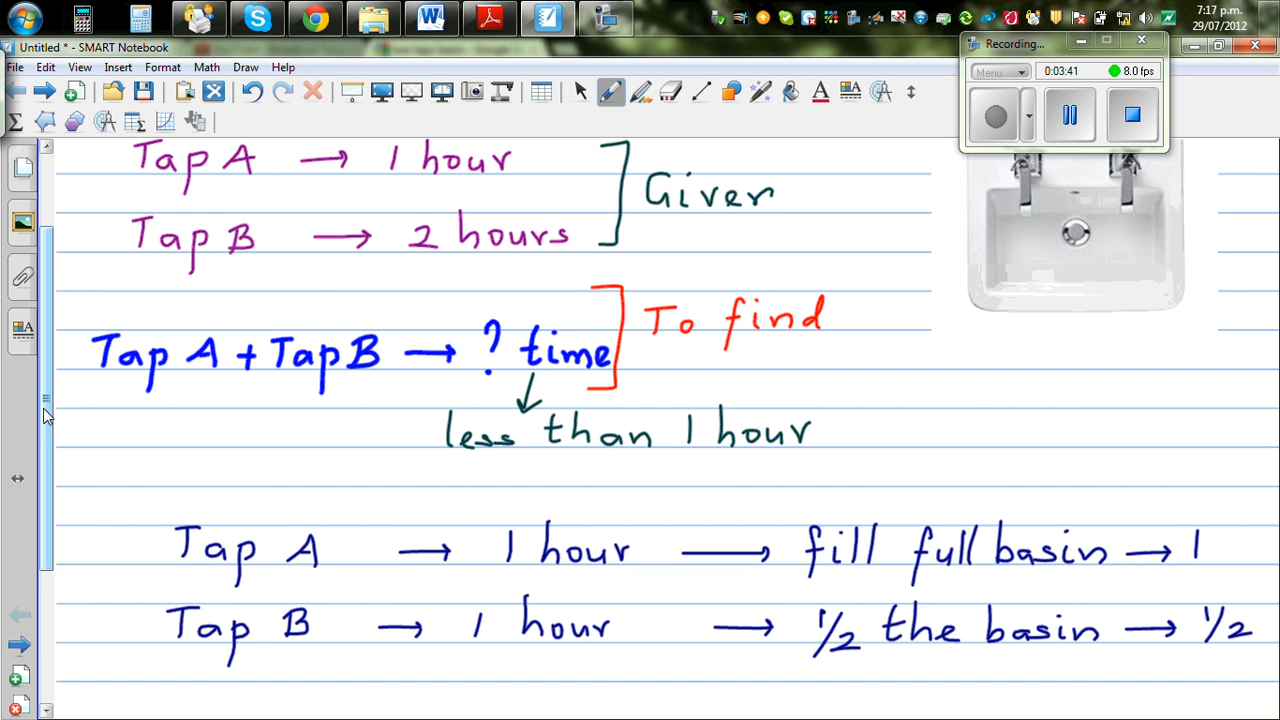 7:17 p.m.
29/07/2012
Untitled * - SMART Notebook
Recording...
File Edit View Insert Format Math Draw Help
Menu 0:03:41 8.0 fps
Tap A → 1 hour
Given
Tap B → 2 hours
To find
Tap A + Tap B → ? time
less than 1 hour
Tap A → 1 hour → fill full basin → 1
Tap B → 1 hour → 1/2 the basin → 1/2